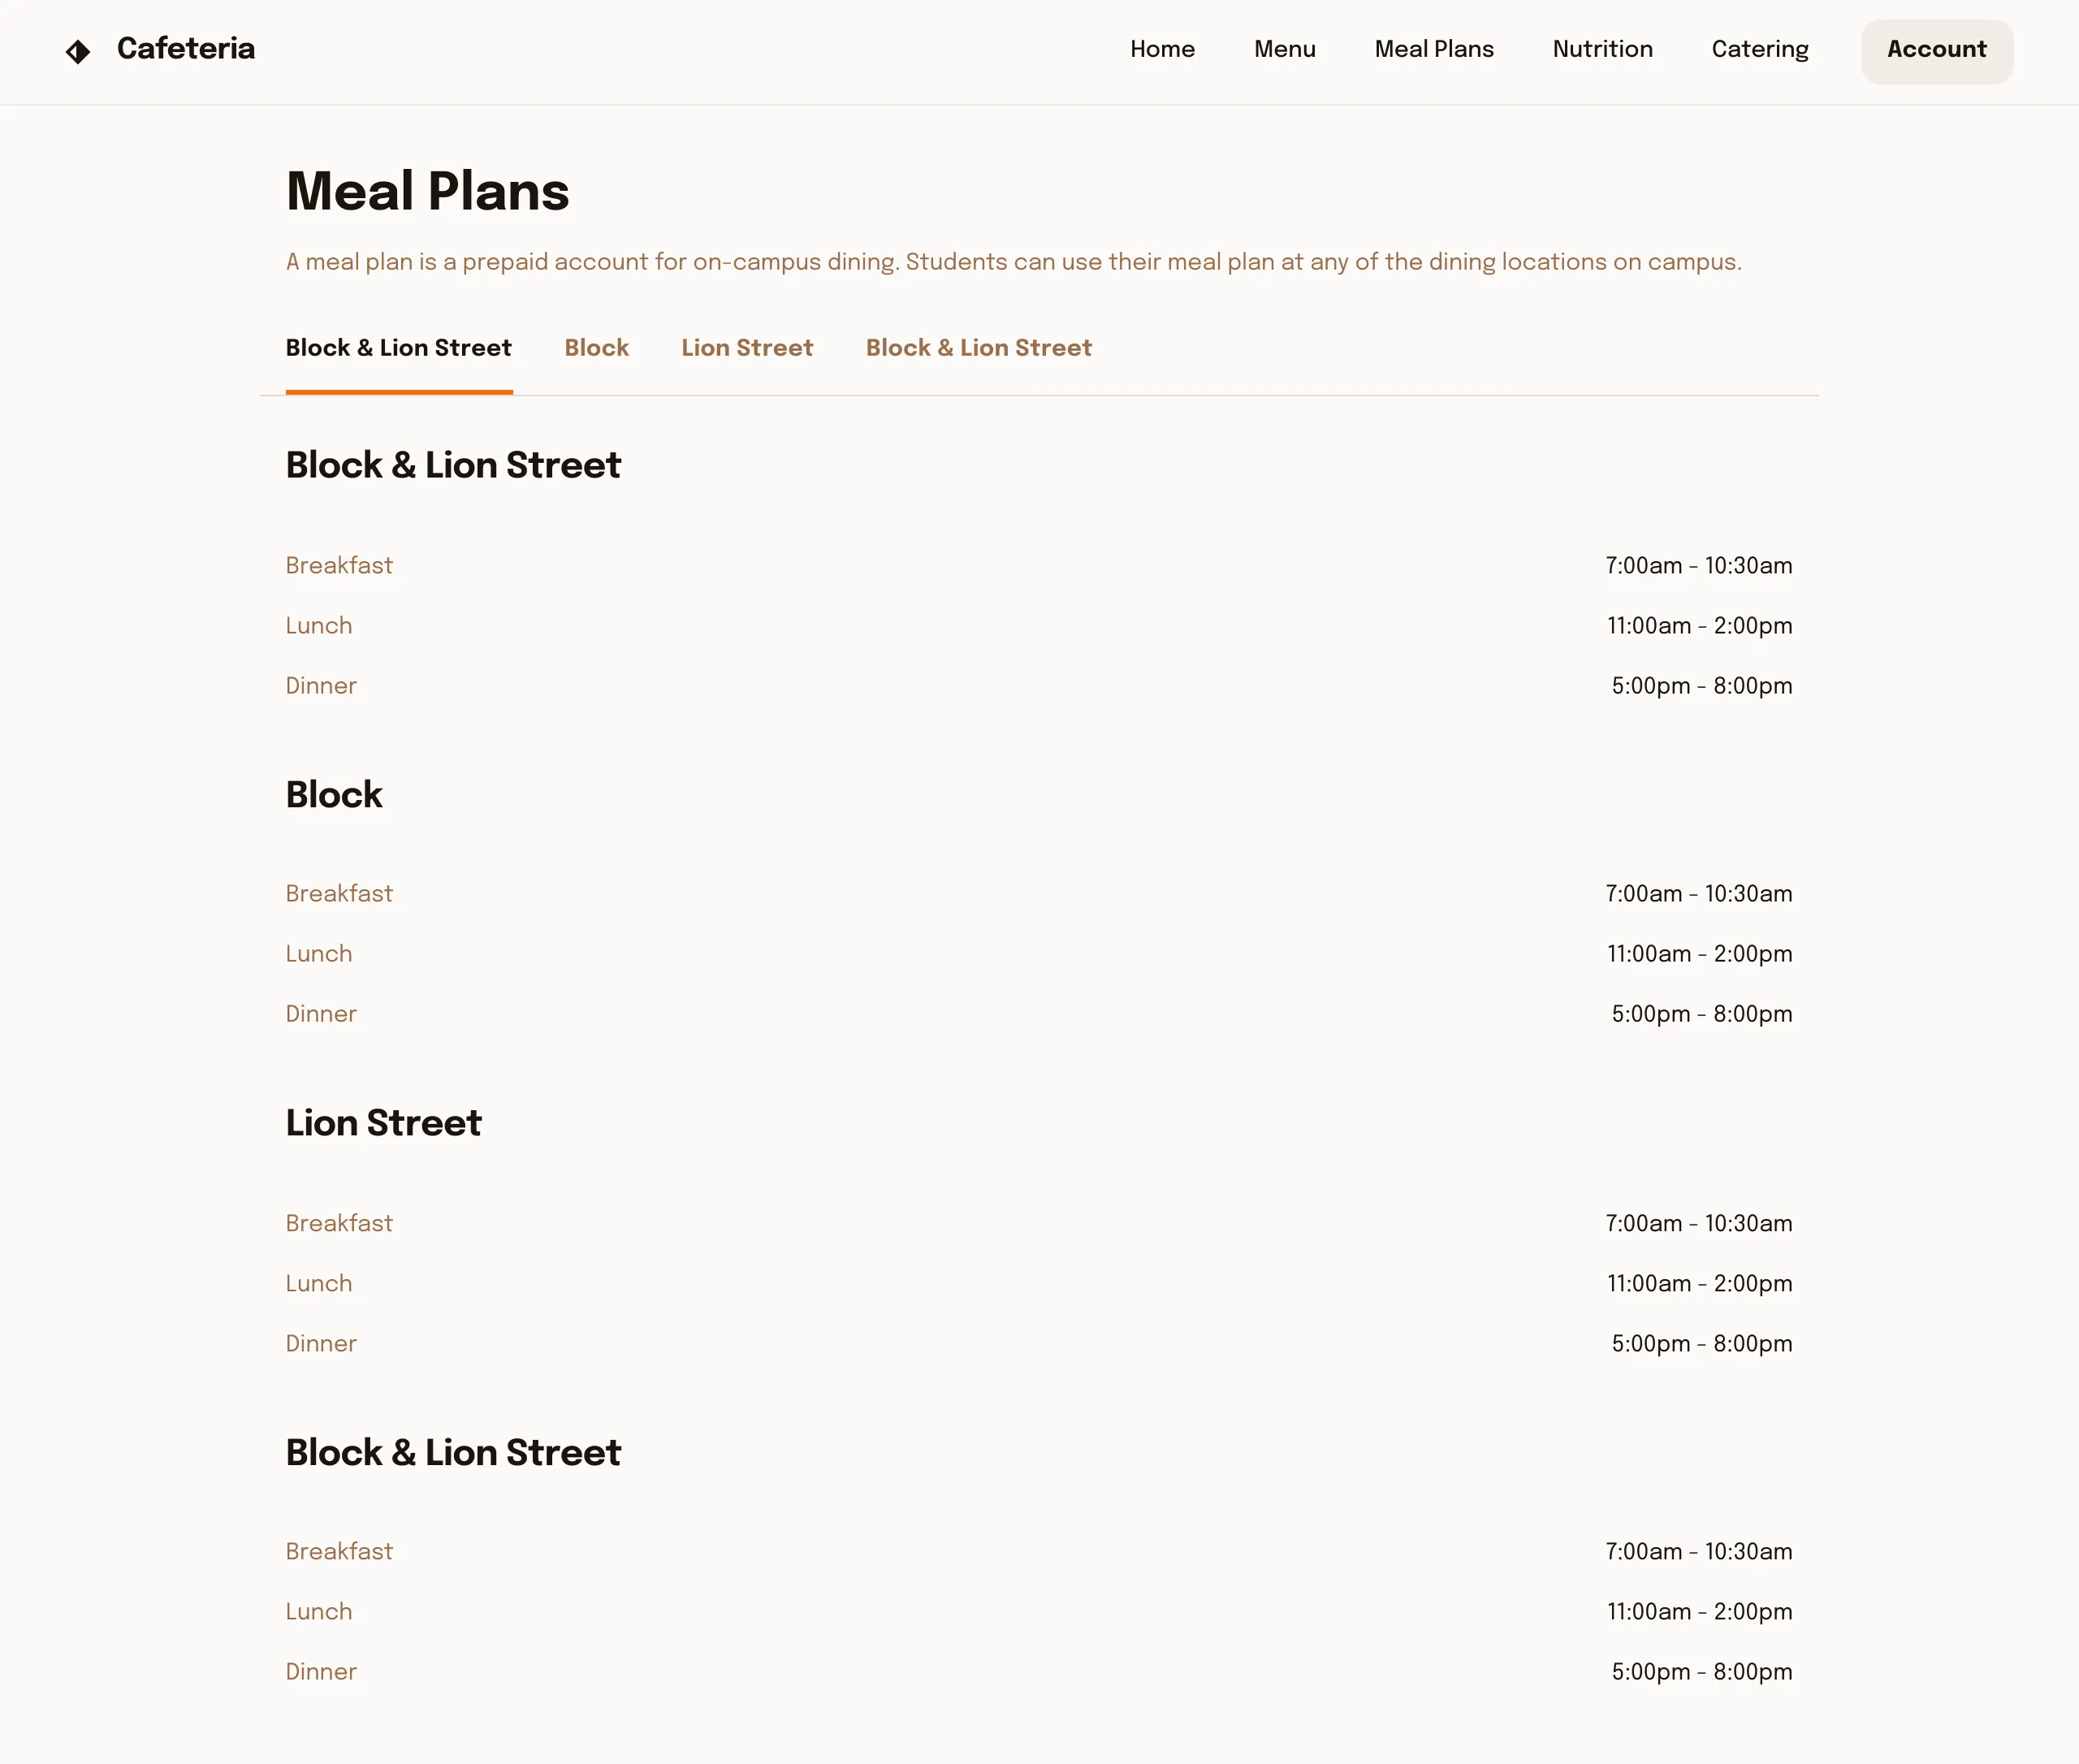 Cafeteria
Home Menu Meal Plans Nutrition Catering Account
Meal Plans
A meal plan is a prepaid account for on-campus dining. Students can use their meal plan at any of the dining locations on campus.
Block & Lion Street Block Lion Street Block & Lion Street
Block & Lion Street
Breakfast 7:00am - 10:30am
Lunch 11:00am - 2:00pm
Dinner 5:00pm - 8:00pm
Block
Breakfast 7:00am - 10:30am
Lunch 11:00am - 2:00pm
Dinner 5:00pm - 8:00pm
Lion Street
Breakfast 7:00am - 10:30am
Lunch 11:00am - 2:00pm
Dinner 5:00pm - 8:00pm
Block & Lion Street
Breakfast 7:00am - 10:30am
Lunch 11:00am - 2:00pm
Dinner 5:00pm - 8:00pm